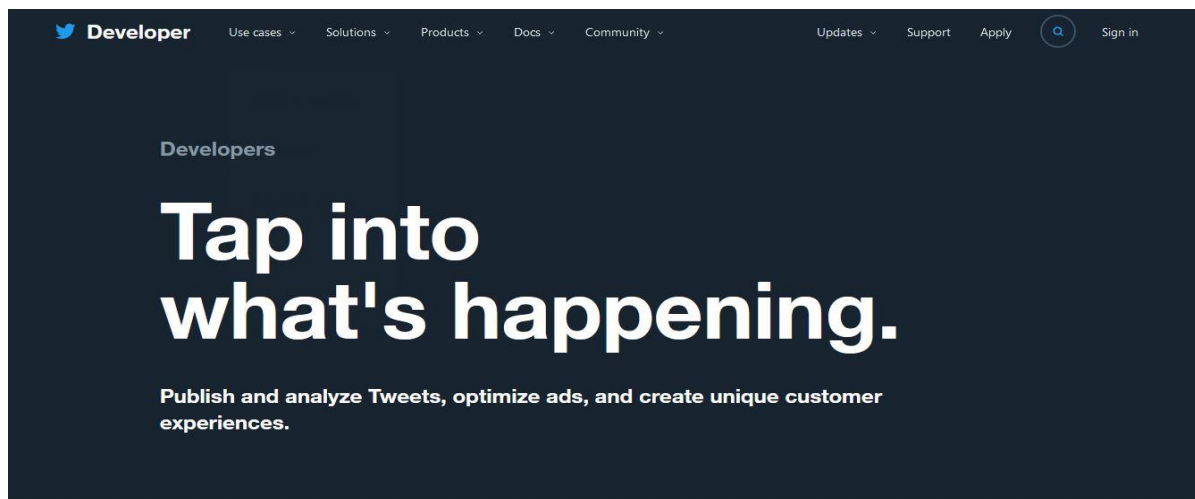 Developer Use cases Solutions Products Docs Community Updates Support Apply Sign in
Developers
Tap into
what's happening.
Publish and analyze Tweets, optimize ads, and create unique customer
experiences.